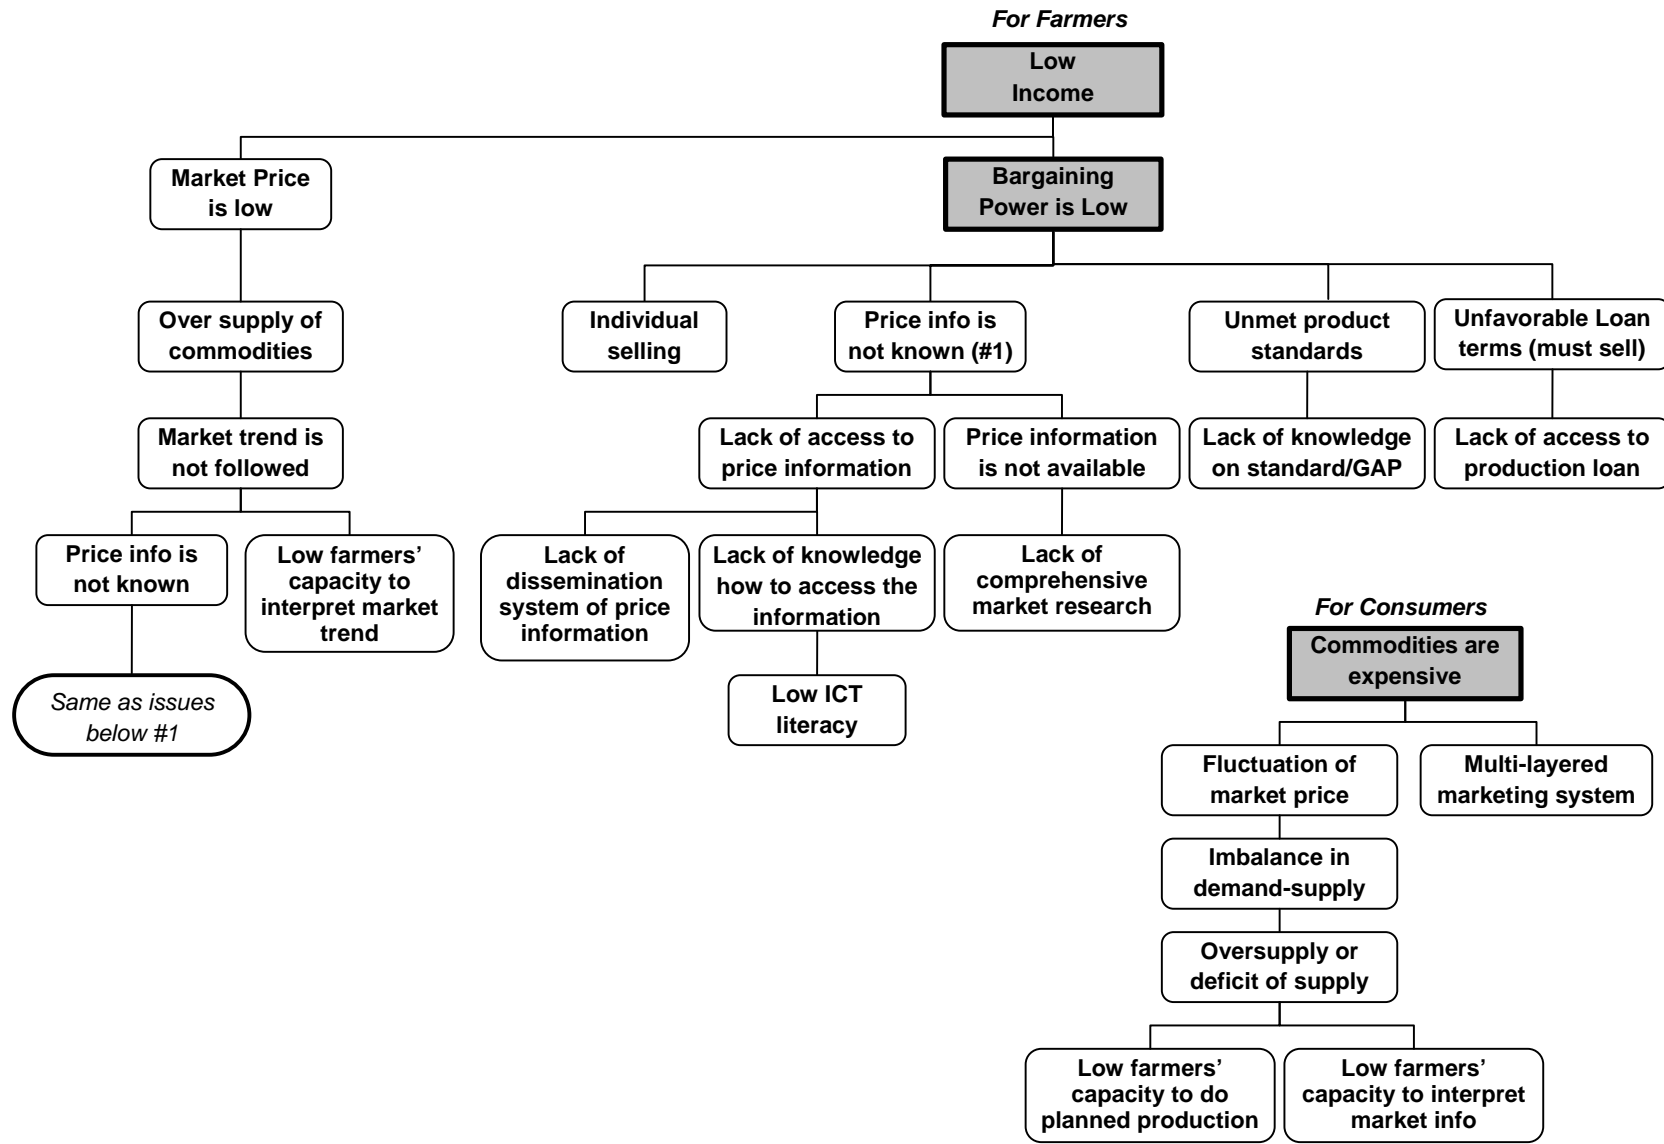 For Farmers
Low
Income
Market Price
is low
Bargaining
Power is Low
Over supply of
commodities
Individual
selling
Price info is
not known (#1)
Unmet product
standards
Unfavorable Loan
terms (must sell)
Market trend is
not followed
Lack of access to
price information
Price information
is not available
Lack of knowledge
on standard/GAP
Lack of access to
production loan
Price info is
not known
Low farmers’
capacity to
interpret market
trend
Lack of
dissemination
system of price
information
Lack of knowledge
how to access the
information
Lack of
comprehensive
market research
Same as issues
below #1
Low ICT
literacy
For Consumers
Commodities are
expensive
Fluctuation of
market price
Multi-layered
marketing system
Imbalance in
demand-supply
Oversupply or
deficit of supply
Low farmers’
capacity to do
planned production
Low farmers’
capacity to interpret
market info